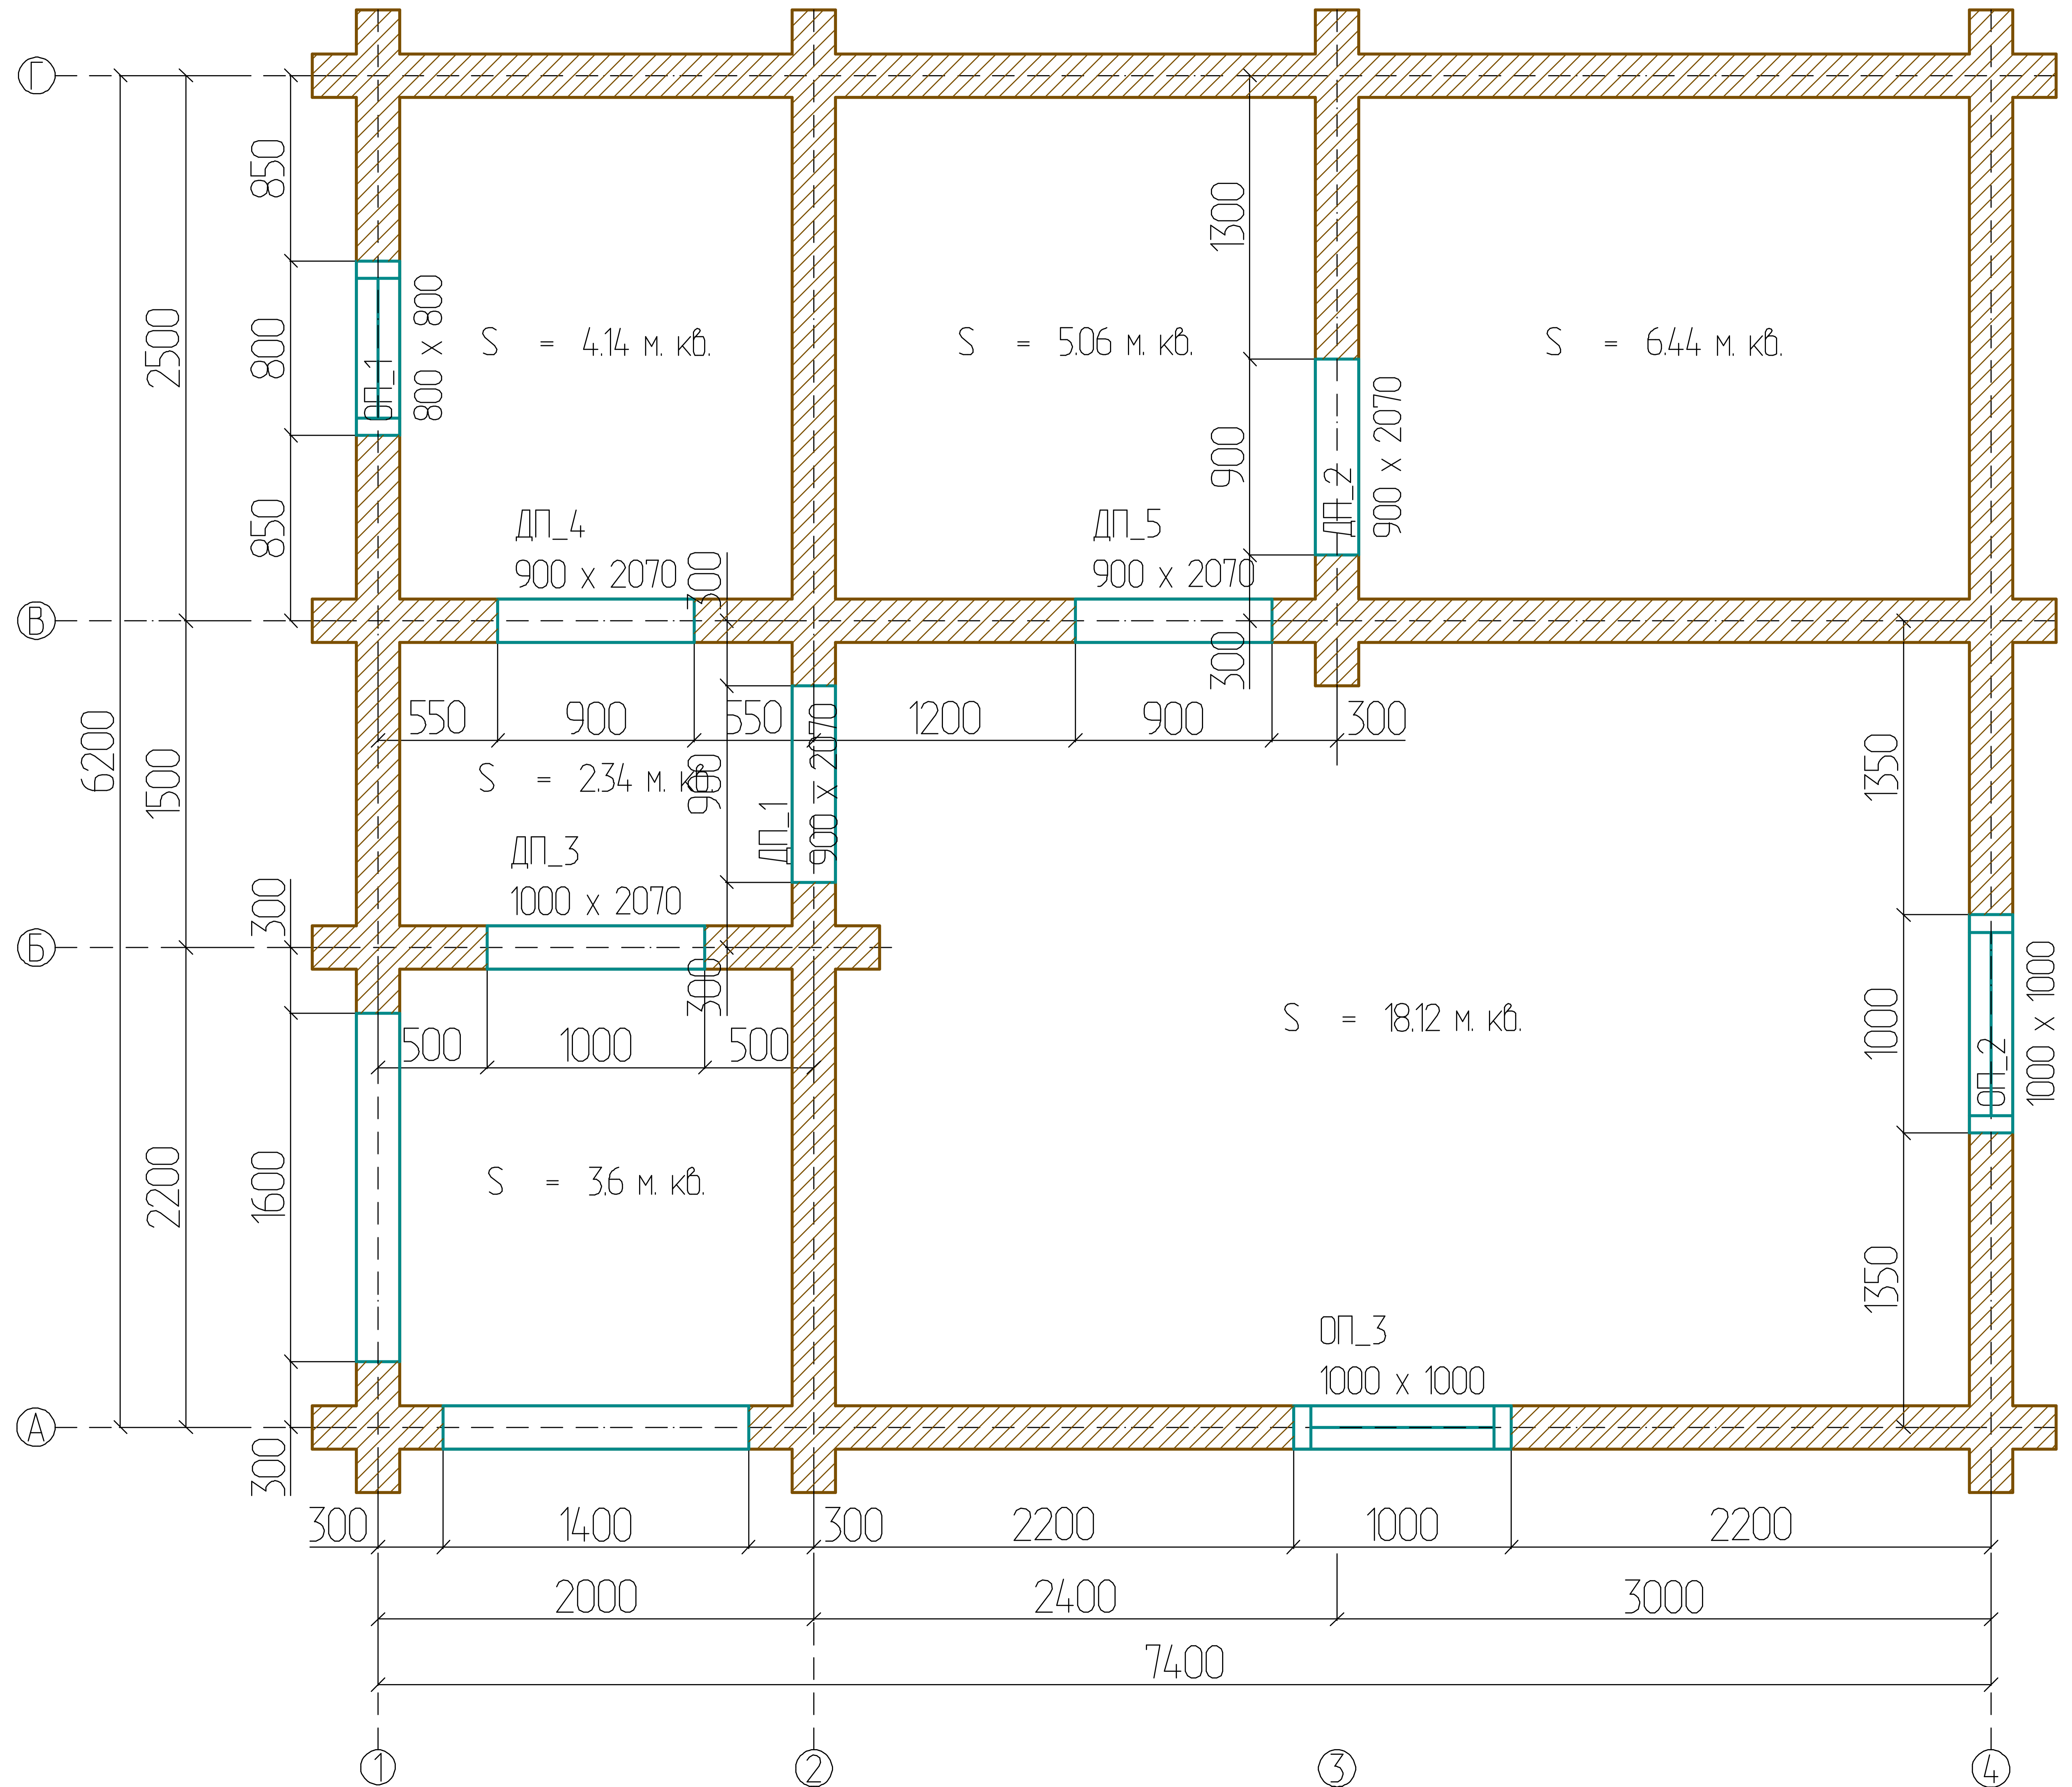 Г
850
2500
800
ОП_1
800 x 800
S = 4.14 м. кв.
S = 5.06 м. кв.
S = 6.44 м. кв.
1300
900
ДП_2
900 x 2070
850
ДП_4
900 x 2070
ДП_5
900 x 2070
300
В
300
550
900
550
1200
900
300
6200
1500
S = 2.34 м. кв.
900
ДП_1
900 x 2070
1350
ДП_3
1000 x 2070
300
Б
300
500
1000
500
S = 18.12 м. кв.
1000
ОП_2
1000 x 1000
2200
1600
S = 3.6 м. кв.
1350
ОП_3
1000 x 1000
А
300
300
1400
300
2200
1000
2200
2000
2400
3000
7400
1
2
3
4